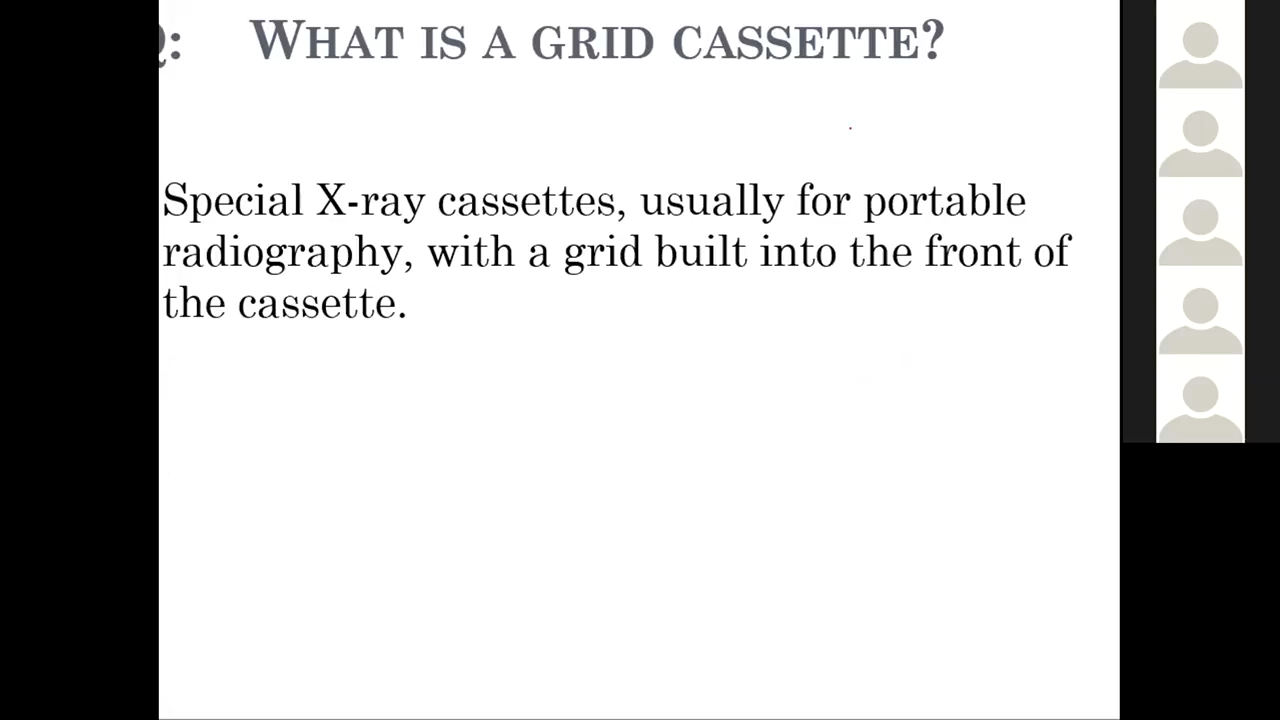 Q: WHAT IS A GRID CASSETTE?
Special X-ray cassettes, usually for portable
radiography, with a grid built into the front of
the cassette.